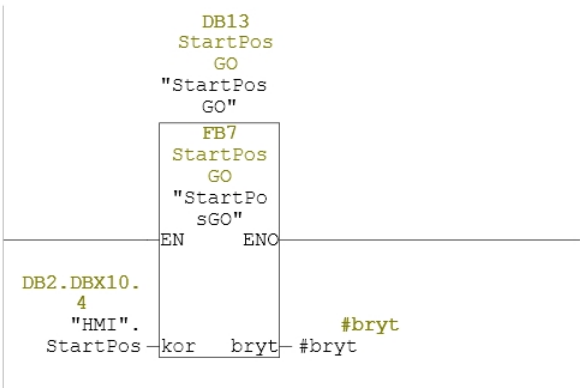 DB13
StartPos
GO
"StartPos
GO"
FB7
StartPos
GO
"StartPo
sGO"
EN ENO
DB2.DBX10.
4
"HMI". #bryt
StartPos kor bryt #bryt